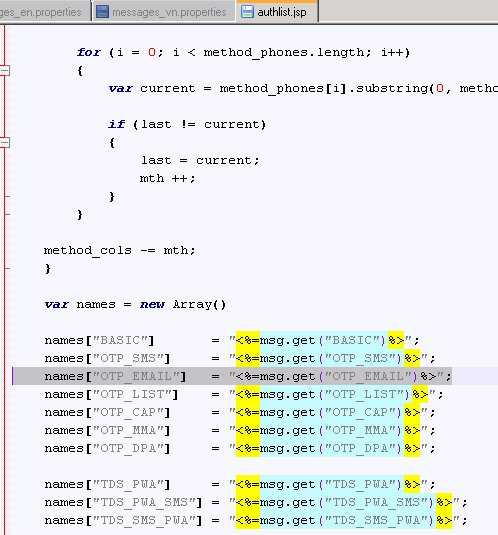 ges_en.properties messages_vn.properties authlist.jsp
for (i = 0; i < method_phones.length; i++)
{
var current = method_phones[i].substring(0,
if (last != current)
{
last = current;
mth ++;
}
}
method_cols -= mth;
}
var names = new Array()
names["BASIC"] = "<%=msg.get("BASIC")%>";
names["OTP_SMS"] = "<%=msg.get("OTP_SMS")%>";
names["OTP_EMAIL"] = "<%=msg.get("OTP_EMAIL")%>";
names["OTP_LIST"] = "<%=msg.get("OTP_LIST")%>";
names["OTP_CAP"] = "<%=msg.get("OTP_CAP")%>";
names["OTP_MMA"] = "<%=msg.get("OTP_MMA")%>";
names["OTP_DPA"] = "<%=msg.get("OTP_DPA")%>";
names["TDS_PWA"] = "<%=msg.get("TDS_PWA")%>";
names["TDS_PWA_SMS"] = "<%=msg.get("TDS_PWA_SMS")%>";
names["TDS_SMS_PWA"] = "<%=msg.get("TDS_SMS_PWA")%>";